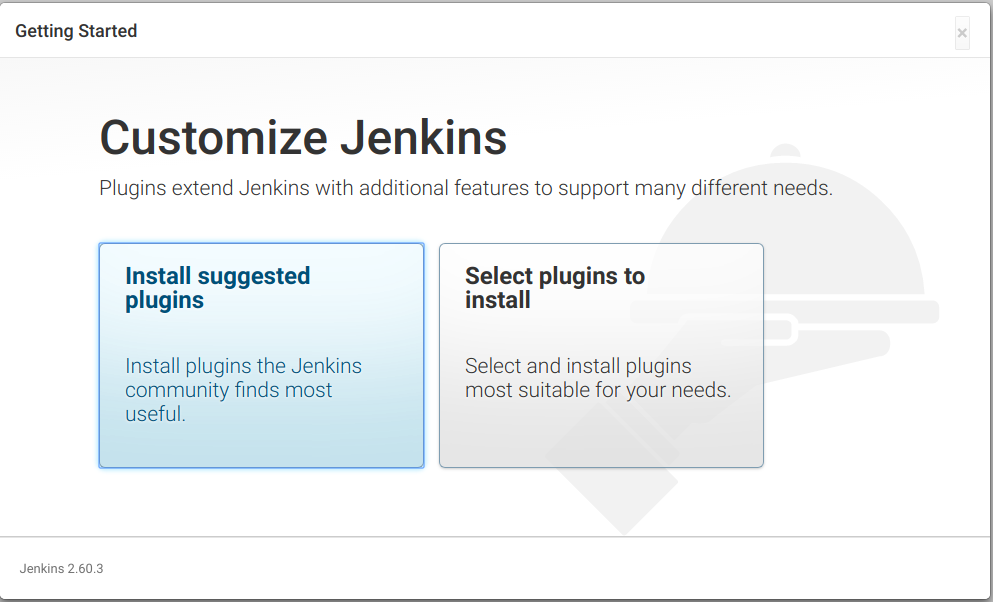 Getting Started
×
Customize Jenkins
Plugins extend Jenkins with additional features to support many different needs.
Install suggested
plugins
Install plugins the Jenkins
community finds most
useful.
Select plugins to
install
Select and install plugins
most suitable for your needs.
Jenkins 2.60.3